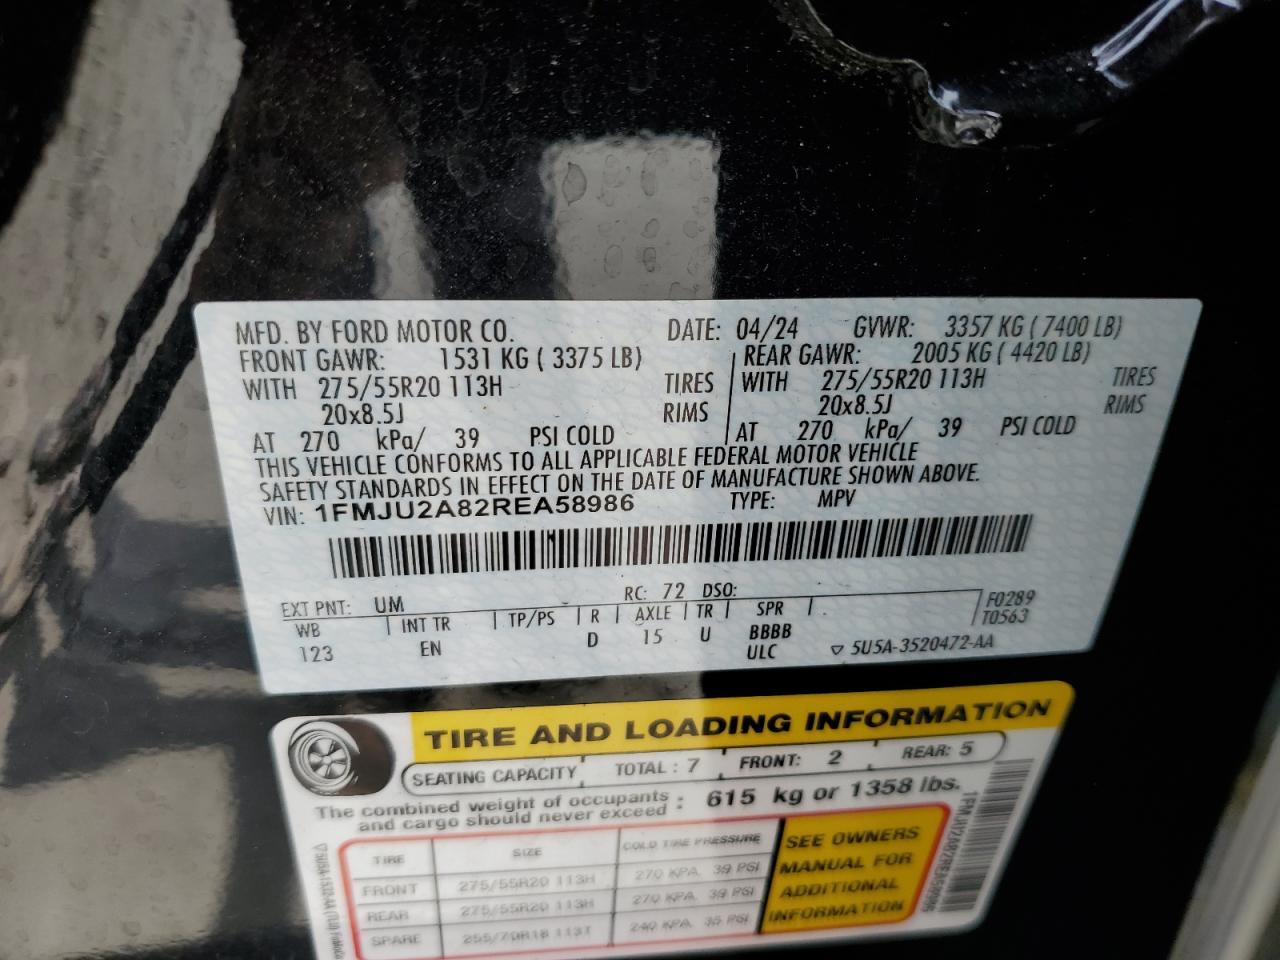 MFD. BY FORD MOTOR CO. DATE: 04/24 GVWR: 3357 KG ( 7400 LB)
FRONT GAWR: 1531 KG ( 3375 LB) REAR GAWR: 2005 KG ( 4420 LB)
WITH 275/55R20 113H TIRES WITH 275/55R20 113H TIRES
20x8.5J RIMS 20x8.5J RIMS
AT 270 kPa/ 39 PSI COLD AT 270 kPa/ 39 PSI COLD
THIS VEHICLE CONFORMS TO ALL APPLICABLE FEDERAL MOTOR VEHICLE
SAFETY STANDARDS IN EFFECT ON THE DATE OF MANUFACTURE SHOWN ABOVE.
VIN: 1FMJU2A82REA58986 TYPE: MPV
EXT PNT: UM RC: 72 DSO:
WB INT TR TP/PS R AXLE TR SPR F0289
T0563
123 EN D 15 U BBBB
ULC 5U5A-3520472-AA
TIRE AND LOADING INFORMATION
SEATING CAPACITY TOTAL : 7 FRONT: 2 REAR: 5
The combined weight of occupants
and cargo should never exceed : 615 kg or 1358 lbs.
TIRE SIZE COLD TIRE PRESSURE
FRONT 275/55R20 113H 270 KPA, 39 PSI
REAR 275/55R20 113H 270 KPA, 39 PSI
SPARE 255/70R18 113T 240 KPA, 35 PSI
SEE OWNERS
MANUAL FOR
ADDITIONAL
INFORMATION
1FMJU2A82REA58986